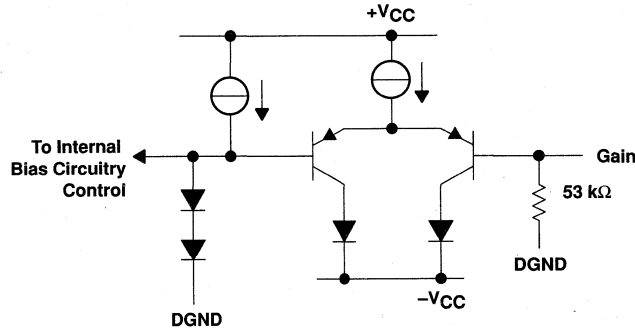 +VCC
To Internal
Bias Circuitry
Control
Gain
53 kΩ
DGND
–VCC
DGND